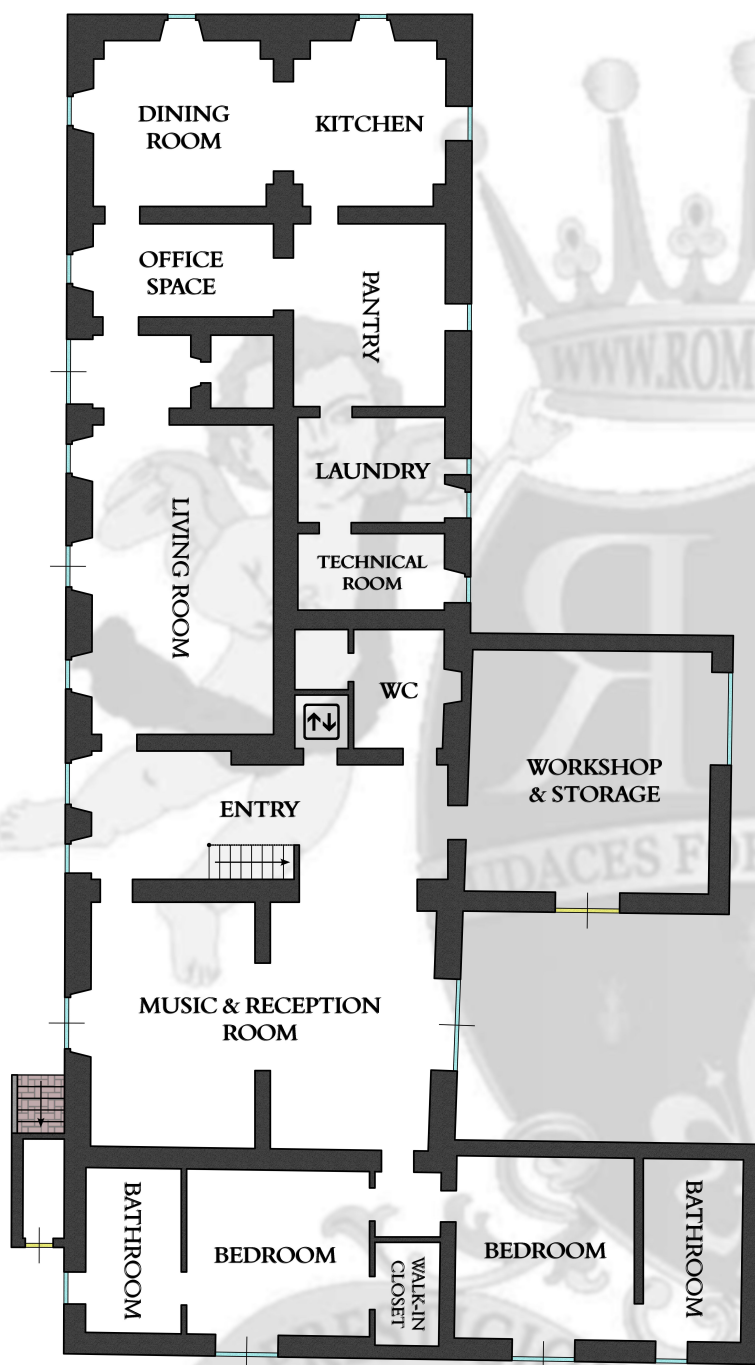 DINING
ROOM
KITCHEN
OFFICE
SPACE
PANTRY
WWW.ROM
LAUNDRY
LIVING ROOM
TECHNICAL
ROOM
WC
WORKSHOP
& STORAGE
ENTRY
UDACES FO
MUSIC & RECEPTION
ROOM
BATHROOM
BEDROOM
WALK-IN
CLOSET
BEDROOM
BATHROOM